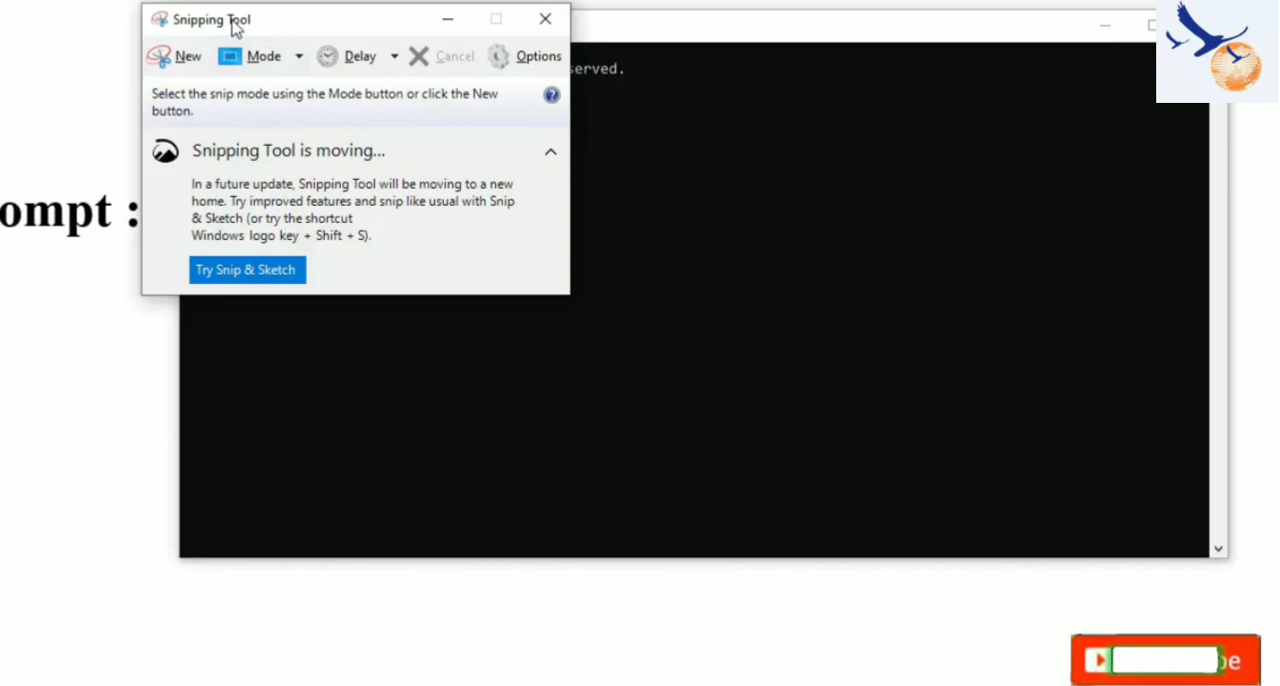 Snipping Tool
New Mode Delay Cancel Options
Select the snip mode using the Mode button or click the New
button.
Snipping Tool is moving...
In a future update, Snipping Tool will be moving to a new
home. Try improved features and snip like usual with Snip
& Sketch (or try the shortcut
Windows logo key + Shift + S).
Try Snip & Sketch
served.
ompt :
be